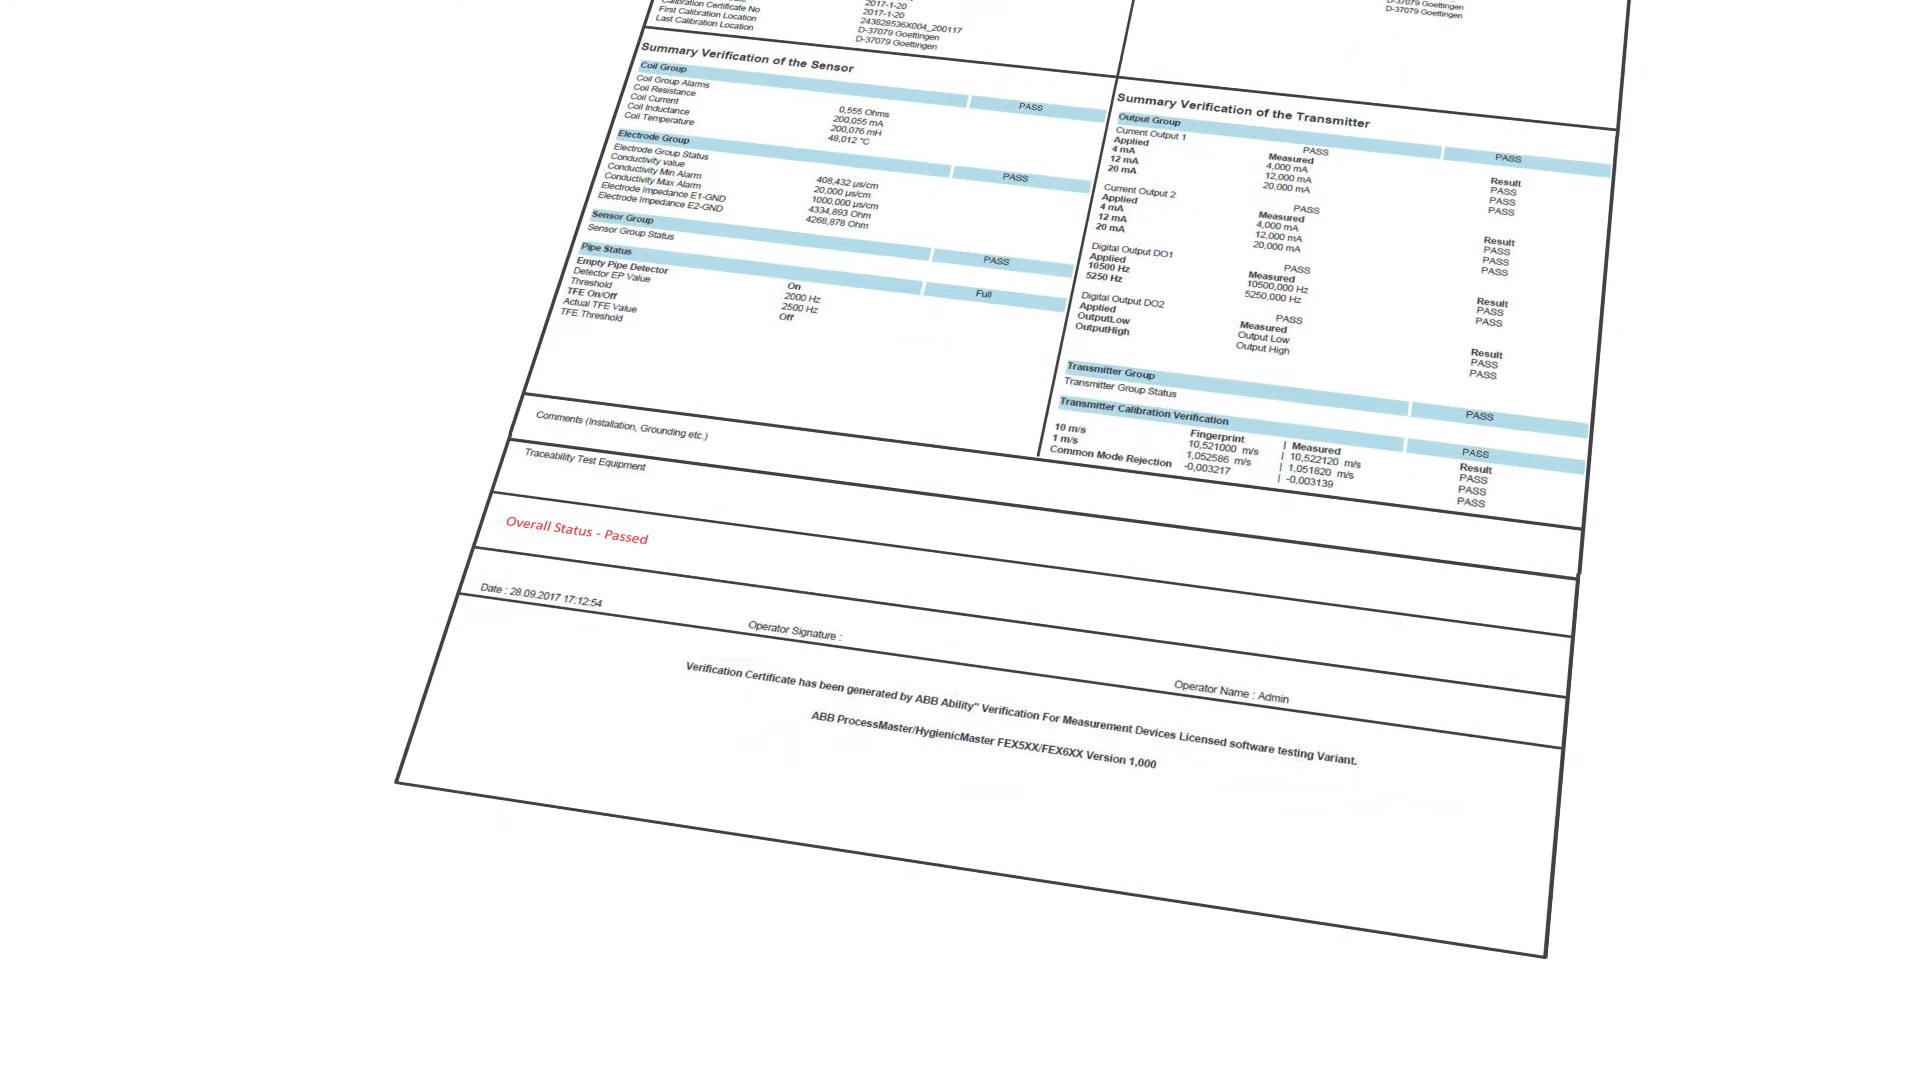 Calibration Certificate No
First Calibration Location
Last Calibration Location
2017-1-20
2017-1-20
243828536X004_200117
D-37079 Goettingen
D-37079 Goettingen
D-37079 Goettingen
D-37079 Goettingen
Summary Verification of the Sensor
Coil Group PASS
Coil Group Alarms
Coil Resistance 0,555 Ohms
Coil Current 200,055 mA
Coil Inductance 200,076 mH
Coil Temperature 48,012 °C
Electrode Group PASS
Electrode Group Status
Conductivity value 408,432 µs/cm
Conductivity Min Alarm 20,000 µs/cm
Conductivity Max Alarm 1000,000 µs/cm
Electrode Impedance E1-GND 4334,893 Ohm
Electrode Impedance E2-GND 4268,878 Ohm
Sensor Group PASS
Sensor Group Status
Pipe Status Full
Empty Pipe Detector On
Detector EP Value 2000 Hz
Threshold 2500 Hz
TFE On/Off Off
Actual TFE Value
TFE Threshold
Summary Verification of the Transmitter
Output Group PASS
Current Output 1 PASS
Applied Measured Result
4 mA 4,000 mA PASS
12 mA 12,000 mA PASS
20 mA 20,000 mA PASS
Current Output 2 PASS
Applied Measured Result
4 mA 4,000 mA PASS
12 mA 12,000 mA PASS
20 mA 20,000 mA PASS
Digital Output DO1 PASS
Applied Measured Result
10500 Hz 10500,000 Hz PASS
5250 Hz 5250,000 Hz PASS
Digital Output DO2 PASS
Applied Measured Result
OutputLow Output Low PASS
OutputHigh Output High PASS
Transmitter Group PASS
Transmitter Group Status
Transmitter Calibration Verification PASS
Fingerprint | Measured Result
10 m/s 10,521000 m/s | 10,522120 m/s PASS
1 m/s 1,052586 m/s | 1,051820 m/s PASS
Common Mode Rejection -0,003217 | -0,003139 PASS
Comments (Installation, Grounding etc.)
Traceability Test Equipment
Overall Status - Passed
Date : 28.09.2017 17:12:54
Operator Signature :
Operator Name : Admin
Verification Certificate has been generated by ABB Ability" Verification For Measurement Devices Licensed software testing Variant.
ABB ProcessMaster/HygienicMaster FEX5XX/FEX6XX Version 1,000